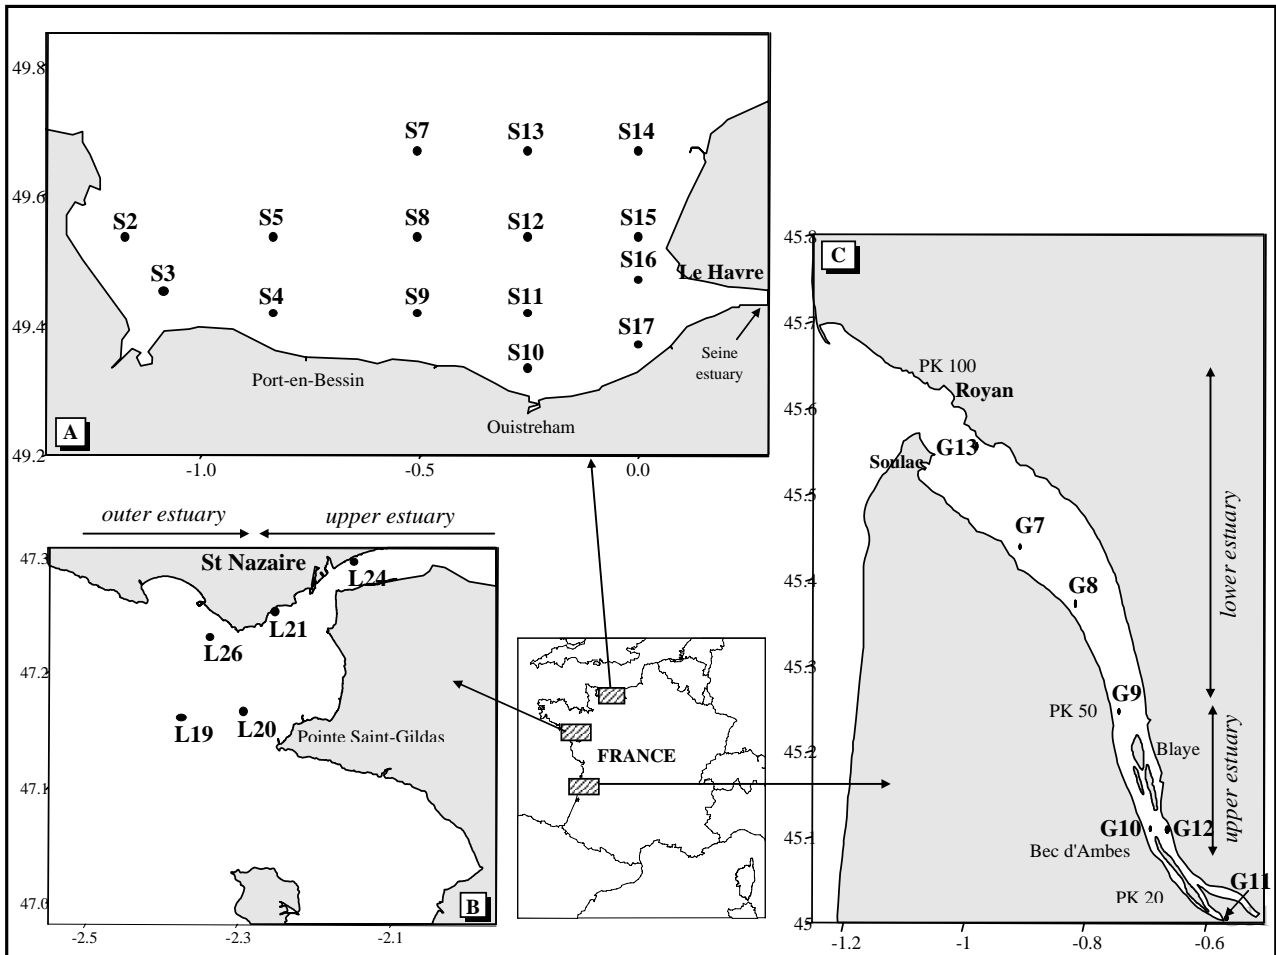 49.8
S7 S13 S14
49.6
S2 S5 S8 S12 S15
S3 S16
Le Havre
S4 S9 S11
49.4
S17
S10
Seine
estuary
Port-en-Bessin
A
Ouistreham
49.2
-1.0 -0.5 0.0
outer estuary upper estuary
47.3
St Nazaire
L24
L21
L26
47.2
L19 L20
Pointe Saint-Gildas
47.1
47.0
B
-2.5 -2.3 -2.1
FRANCE
45.8
C
45.7
PK 100
Royan
45.6
G13
Soulac
45.5
G7
lower estuary
45.4
G8
45.3
G9
PK 50
Blaye
45.2
upper estuary
G10 G12
45.1
Bec d'Ambes
G11
PK 20
45
-1.2 -1 -0.8 -0.6